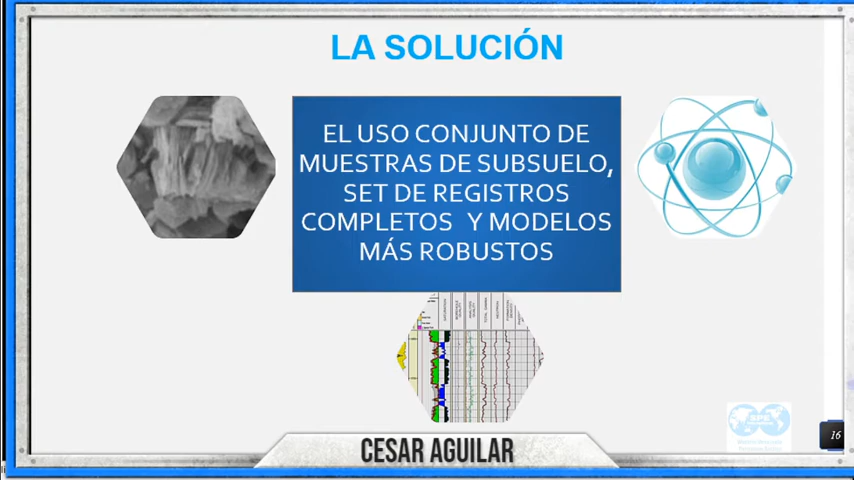 LA SOLUCIÓN
EL USO CONJUNTO DE
MUESTRAS DE SUBSUELO,
SET DE REGISTROS
COMPLETOS Y MODELOS
MÁS ROBUSTOS
SPE
CESAR AGUILAR
16